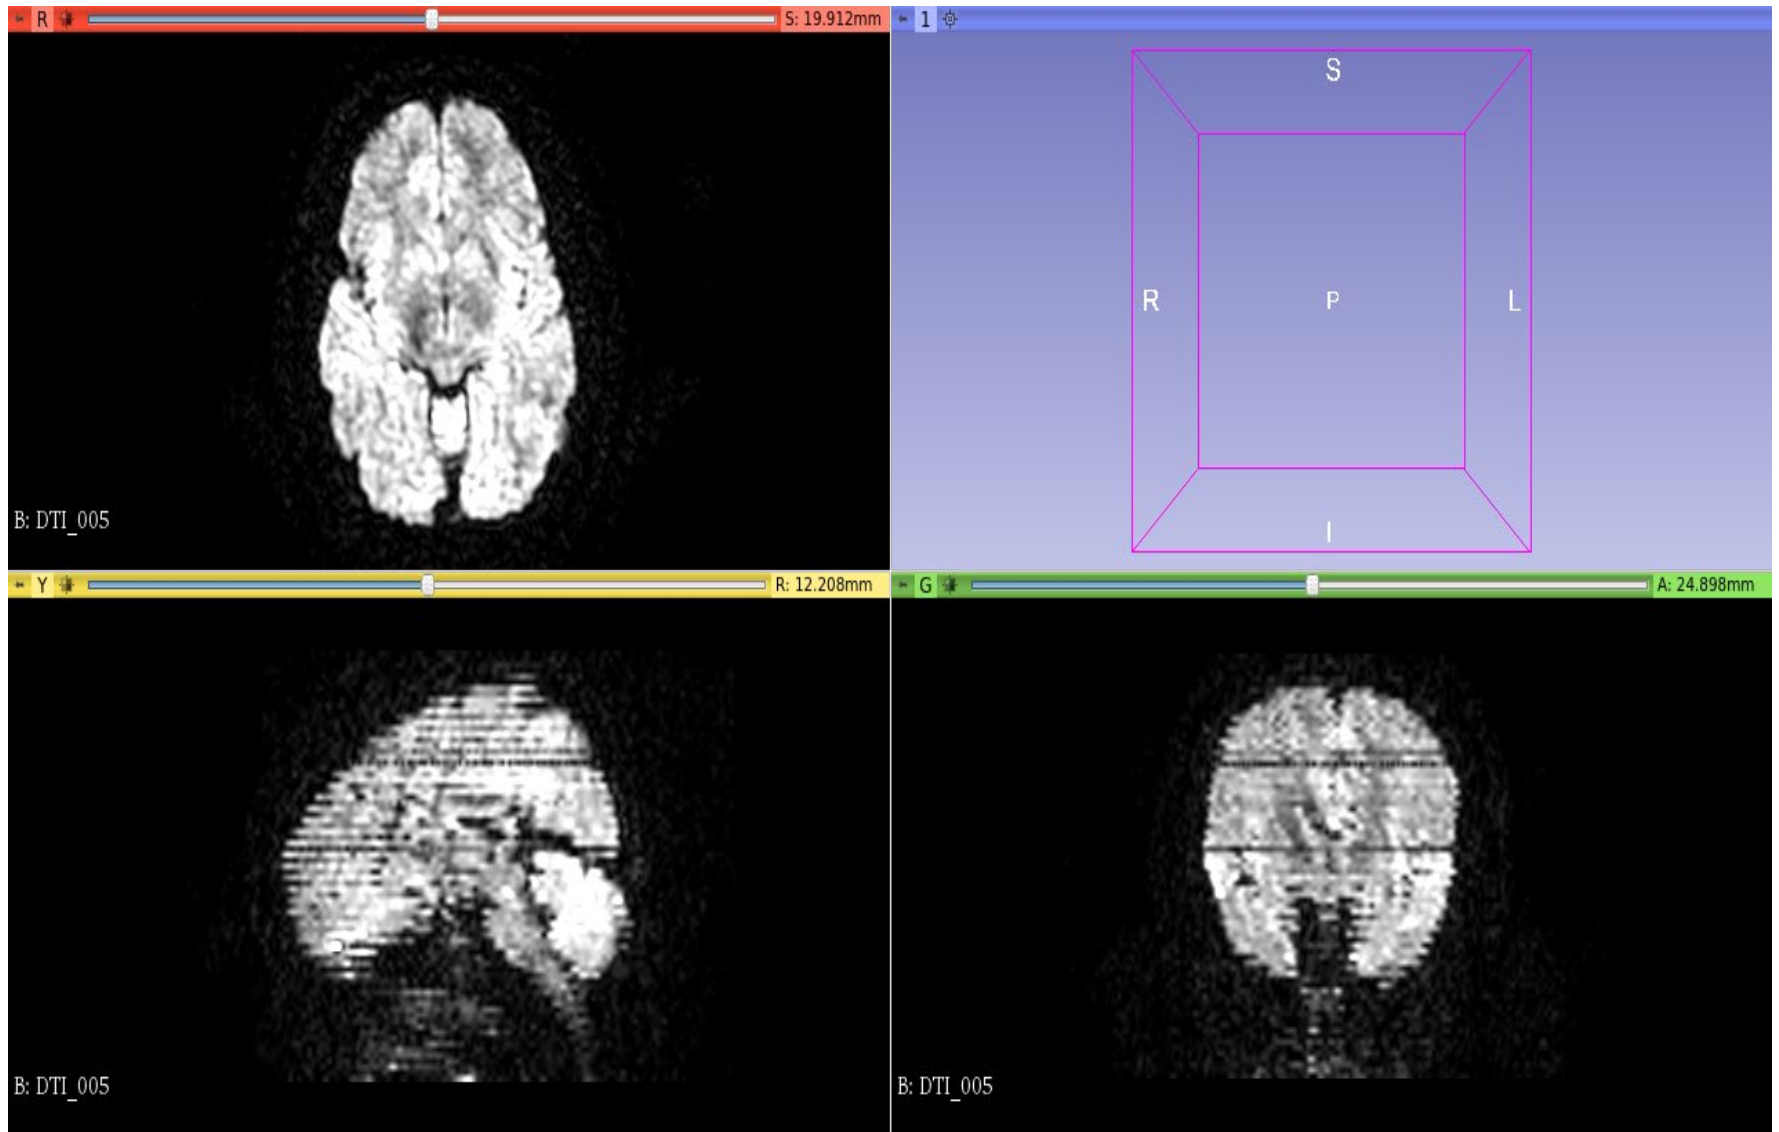 R S: 19.912mm
1
S
R P L
I
B: DTI_005
Y R: 12.208mm
G A: 24.898mm
B: DTI_005
B: DTI_005